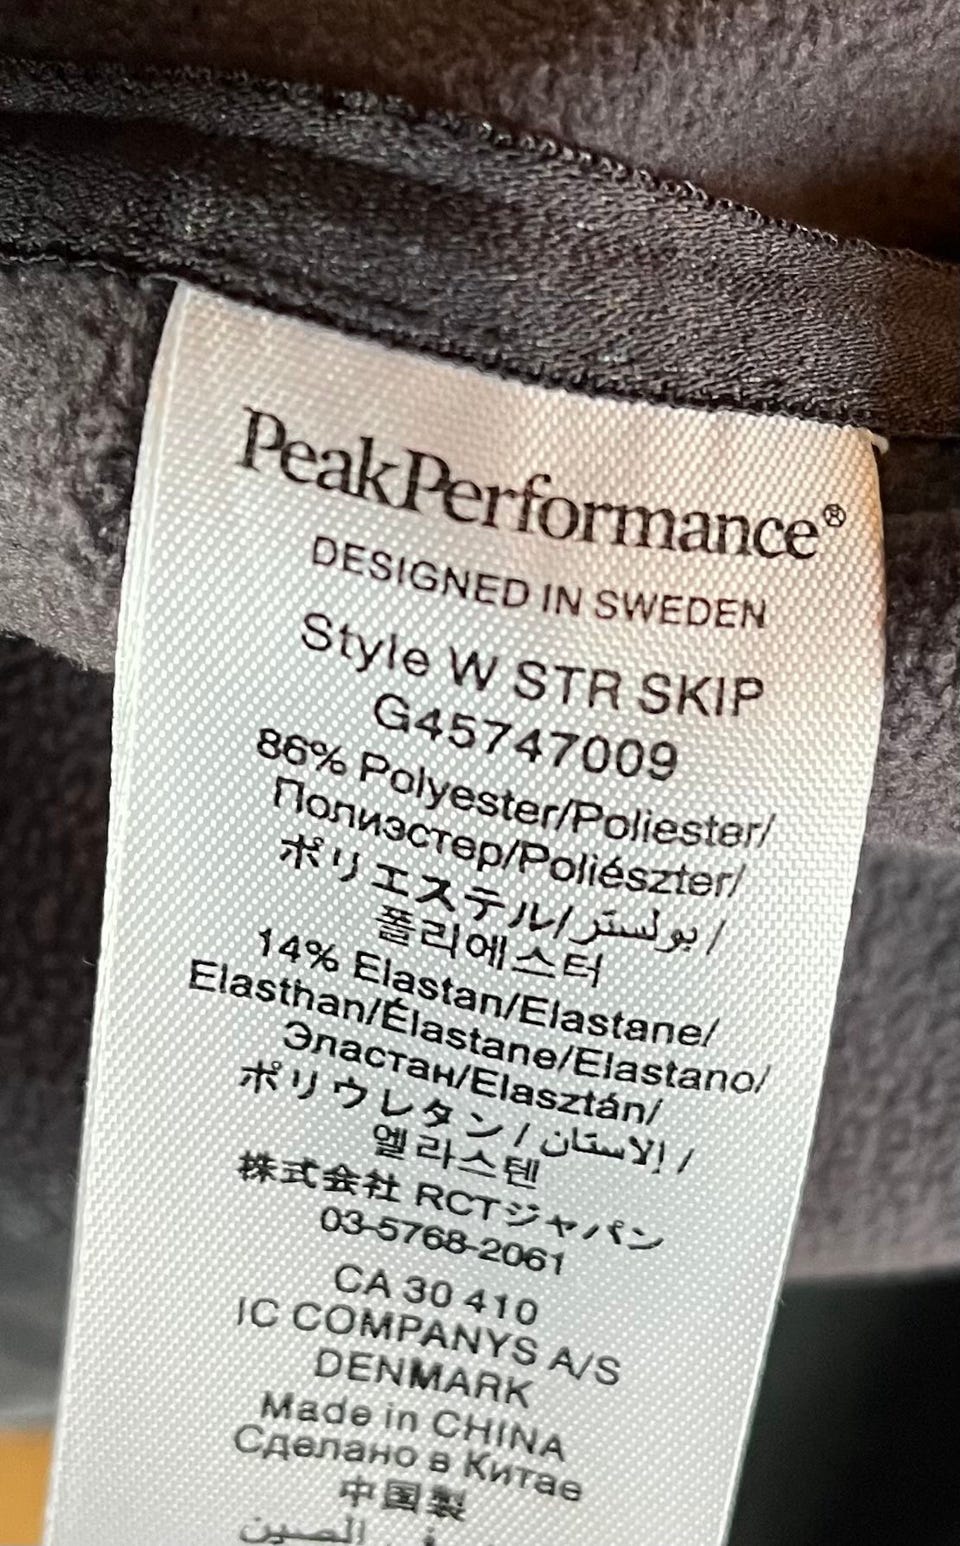 PeakPerformance®
DESIGNED IN SWEDEN
Style W STR SKIP
G45747009
86% Polyester/Poliester/
Полиэстер/Poliészter/
ポリエステル/بولستر/
폴리에스터
14% Elastan/Elastane/
Elasthan/Élastane/Elastano/
Эластан/Elasztán/
ポリウレタン/إلاستان/
엘라스텐
株式会社 RCTジャパン
03-5768-2061
CA 30 410
IC COMPANYS A/S
DENMARK
Made in CHINA
Сделано в Китае
中国製
الصين